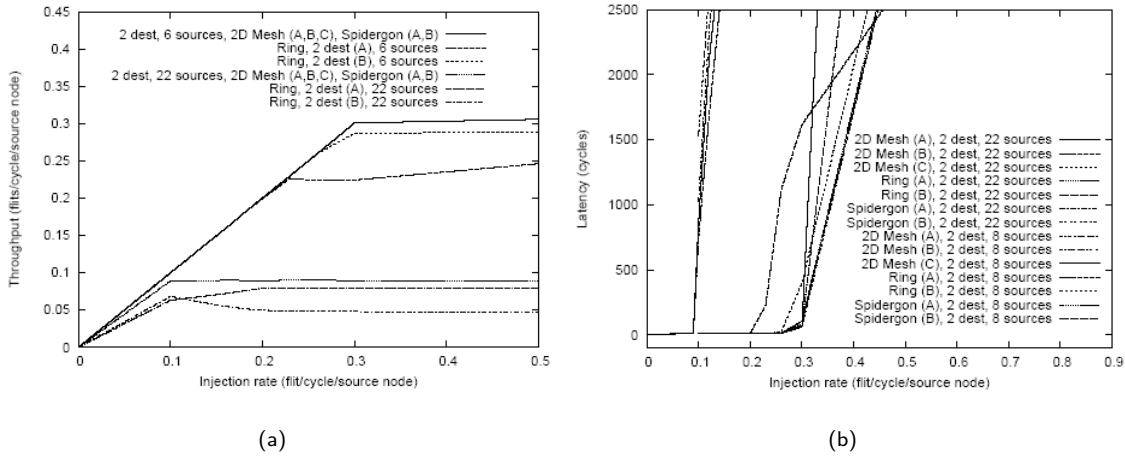 0.45
0.4
0.35
0.3
0.25
0.2
0.15
0.1
0.05
0
Throughput (flits/cycle/source node)
2 dest, 6 sources, 2D Mesh (A,B,C), Spidergon (A,B)
Ring, 2 dest (A), 6 sources
Ring, 2 dest (B), 6 sources
2 dest, 22 sources, 2D Mesh (A,B,C), Spidergon (A,B)
Ring, 2 dest (A), 22 sources
Ring, 2 dest (B), 22 sources
0 0.1 0.2 0.3 0.4 0.5
Injection rate (flit/cycle/source node)
(a)
2500
2000
1500
1000
500
0
Latency (cycles)
2D Mesh (A), 2 dest, 22 sources
2D Mesh (B), 2 dest, 22 sources
2D Mesh (C), 2 dest, 22 sources
Ring (A), 2 dest, 22 sources
Ring (B), 2 dest, 22 sources
Spidergon (A), 2 dest, 22 sources
Spidergon (B), 2 dest, 22 sources
2D Mesh (A), 2 dest, 8 sources
2D Mesh (B), 2 dest, 8 sources
2D Mesh (C), 2 dest, 8 sources
Ring (A), 2 dest, 8 sources
Ring (B), 2 dest, 8 sources
Spidergon (A), 2 dest, 8 sources
Spidergon (B), 2 dest, 8 sources
0 0.1 0.2 0.3 0.4 0.5 0.6 0.7 0.8 0.9
Injection rate (flit/cycle/source node)
(b)